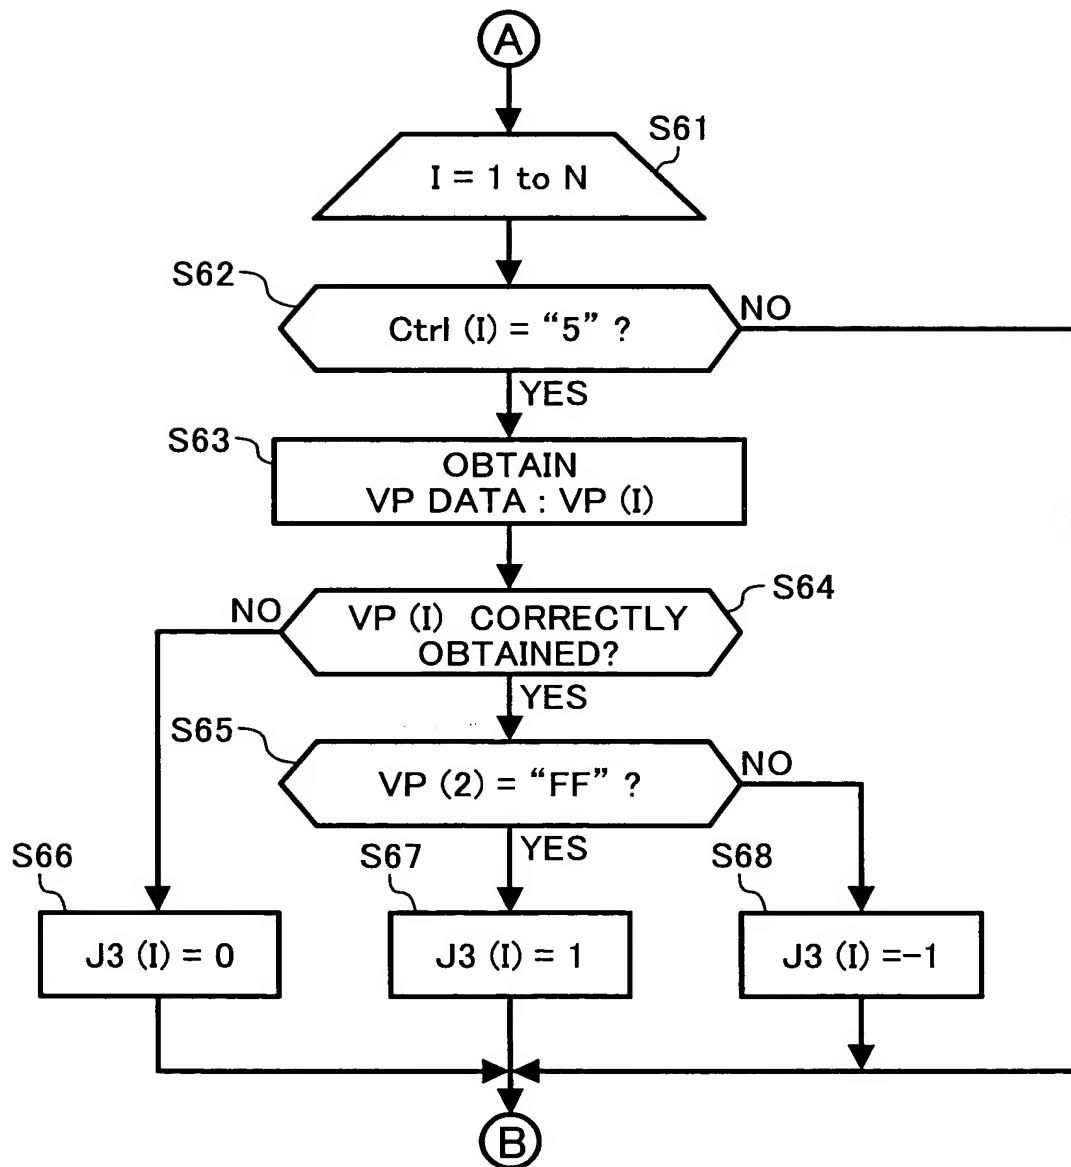 A
S61
I = 1 to N
S62
Ctrl (I) = “5” ?
NO
YES
S63
OBTAIN
VP DATA : VP (I)
S64
NO
VP (I) CORRECTLY
OBTAINED?
YES
S65
VP (2) = “FF” ?
NO
YES
S66
S67
S68
J3 (I) = 0
J3 (I) = 1
J3 (I) =-1
B